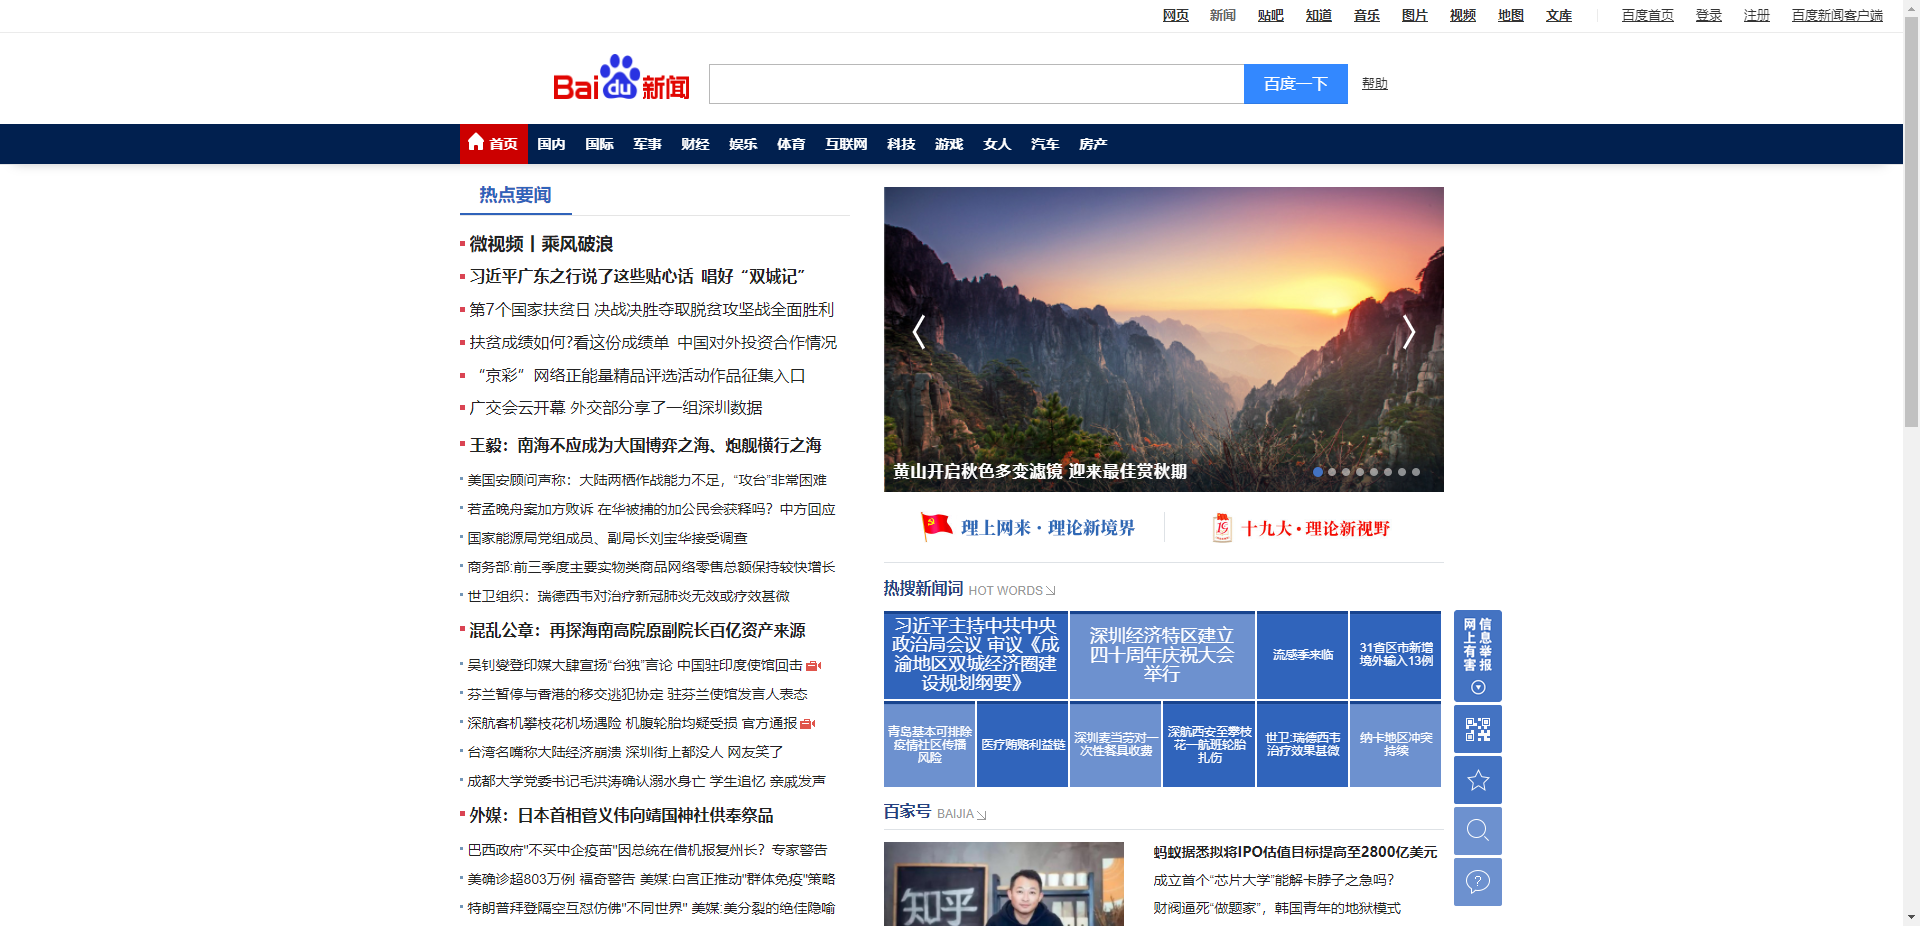 网页 新闻 贴吧 知道 音乐 图片 视频 地图 文库 百度首页 登录 注册 百度新闻客户端
Baidu新闻 百度一下 帮助
首页 国内 国际 军事 财经 娱乐 体育 互联网 科技 游戏 女人 汽车 房产
热点要闻
微视频丨乘风破浪
习近平广东之行说了这些贴心话 唱好“双城记”
第7个国家扶贫日 决战决胜夺取脱贫攻坚战全面胜利
扶贫成绩如何?看这份成绩单 中国对外投资合作情况
“京彩”网络正能量精品评选活动作品征集入口
广交会云开幕 外交部分享了一组深圳数据
王毅：南海不应成为大国博弈之海、炮舰横行之海
美国安顾问声称：大陆两栖作战能力不足，“攻台”非常困难
若孟晚舟案加方败诉 在华被捕的加公民会获释吗？中方回应
国家能源局党组成员、副局长刘宝华接受调查
商务部:前三季度主要实物类商品网络零售总额保持较快增长
世卫组织：瑞德西韦对治疗新冠肺炎无效或疗效甚微
混乱公章：再探海南高院原副院长百亿资产来源
吴钊燮登印媒大肆宣扬“台独”言论 中国驻印度使馆回击
芬兰暂停与香港的移交逃犯协定 驻芬兰使馆发言人表态
深航客机攀枝花机场遇险 机腹轮胎均疑受损 官方通报
台湾名嘴称大陆经济崩溃 深圳街上都没人 网友笑了
成都大学党委书记毛洪涛确认溺水身亡 学生追忆 亲戚发声
外媒：日本首相菅义伟向靖国神社供奉祭品
巴西政府"不买中企疫苗"因总统在借机报复州长？专家警告
美确诊超803万例 福奇警告 美媒:白宫正推动"群体免疫"策略
特朗普拜登隔空互怼仿佛"不同世界" 美媒:美分裂的绝佳隐喻
黄山开启秋色多变滤镜 迎来最佳赏秋期
理上网来·理论新境界
19 十九大·理论新视野
热搜新闻词 HOT WORDS
习近平主持中共中央
政治局会议 审议《成
渝地区双城经济圈建
设规划纲要》
深圳经济特区建立
四十周年庆祝大会
举行
流感季来临
31省区市新增
境外输入13例
青岛基本可排除
疫情社区传播
风险
医疗贿赂利益链
深圳麦当劳对一
次性餐具收费
深航西安至攀枝
花一航班轮胎
扎伤
世卫:瑞德西韦
治疗效果甚微
纳卡地区冲突
持续
网上有害
信息举报
百家号 BAIJIA
知乎
蚂蚁据悉拟将IPO估值目标提高至2800亿美元
成立首个“芯片大学”能解卡脖子之急吗？
财阀逼死“做题家”，韩国青年的地狱模式